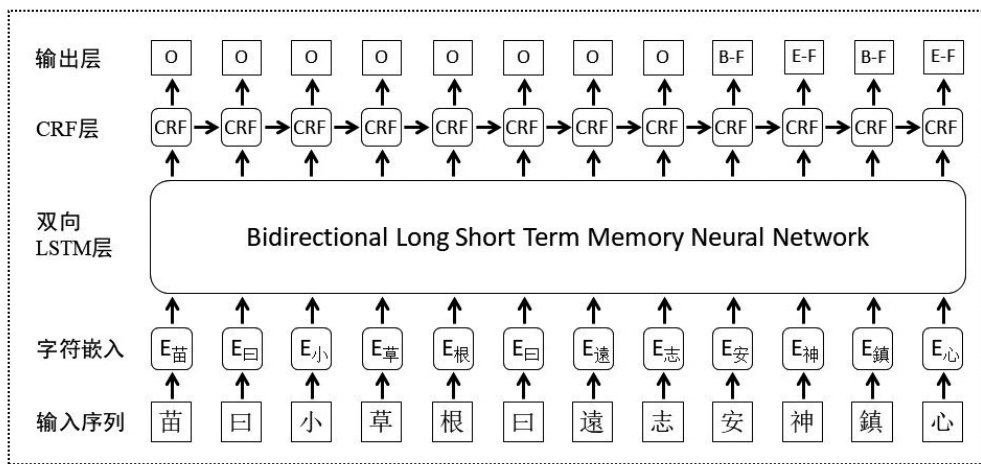 输出层 O O O O O O O O B-F E-F B-F E-F
CRF层 CRF CRF CRF CRF CRF CRF CRF CRF CRF CRF CRF CRF
双向
LSTM层
Bidirectional Long Short Term Memory Neural Network
字符嵌入 E苗 E曰 E小 E草 E根 E曰 E遠 E志 E安 E神 E鎮 E心
输入序列 苗 曰 小 草 根 曰 遠 志 安 神 鎮 心